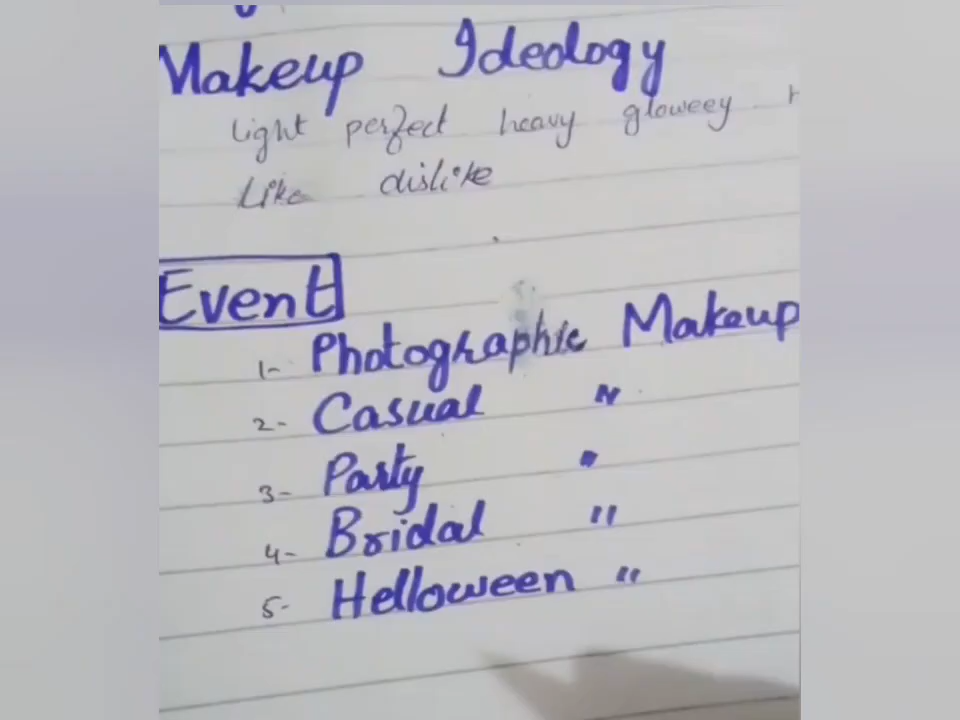 Makeup Ideology
light perfect heavy gloweey
Like dislike
Event
1- Photographic Makeup
2- Casual "
3- Party "
4- Bridal "
5- Helloween "